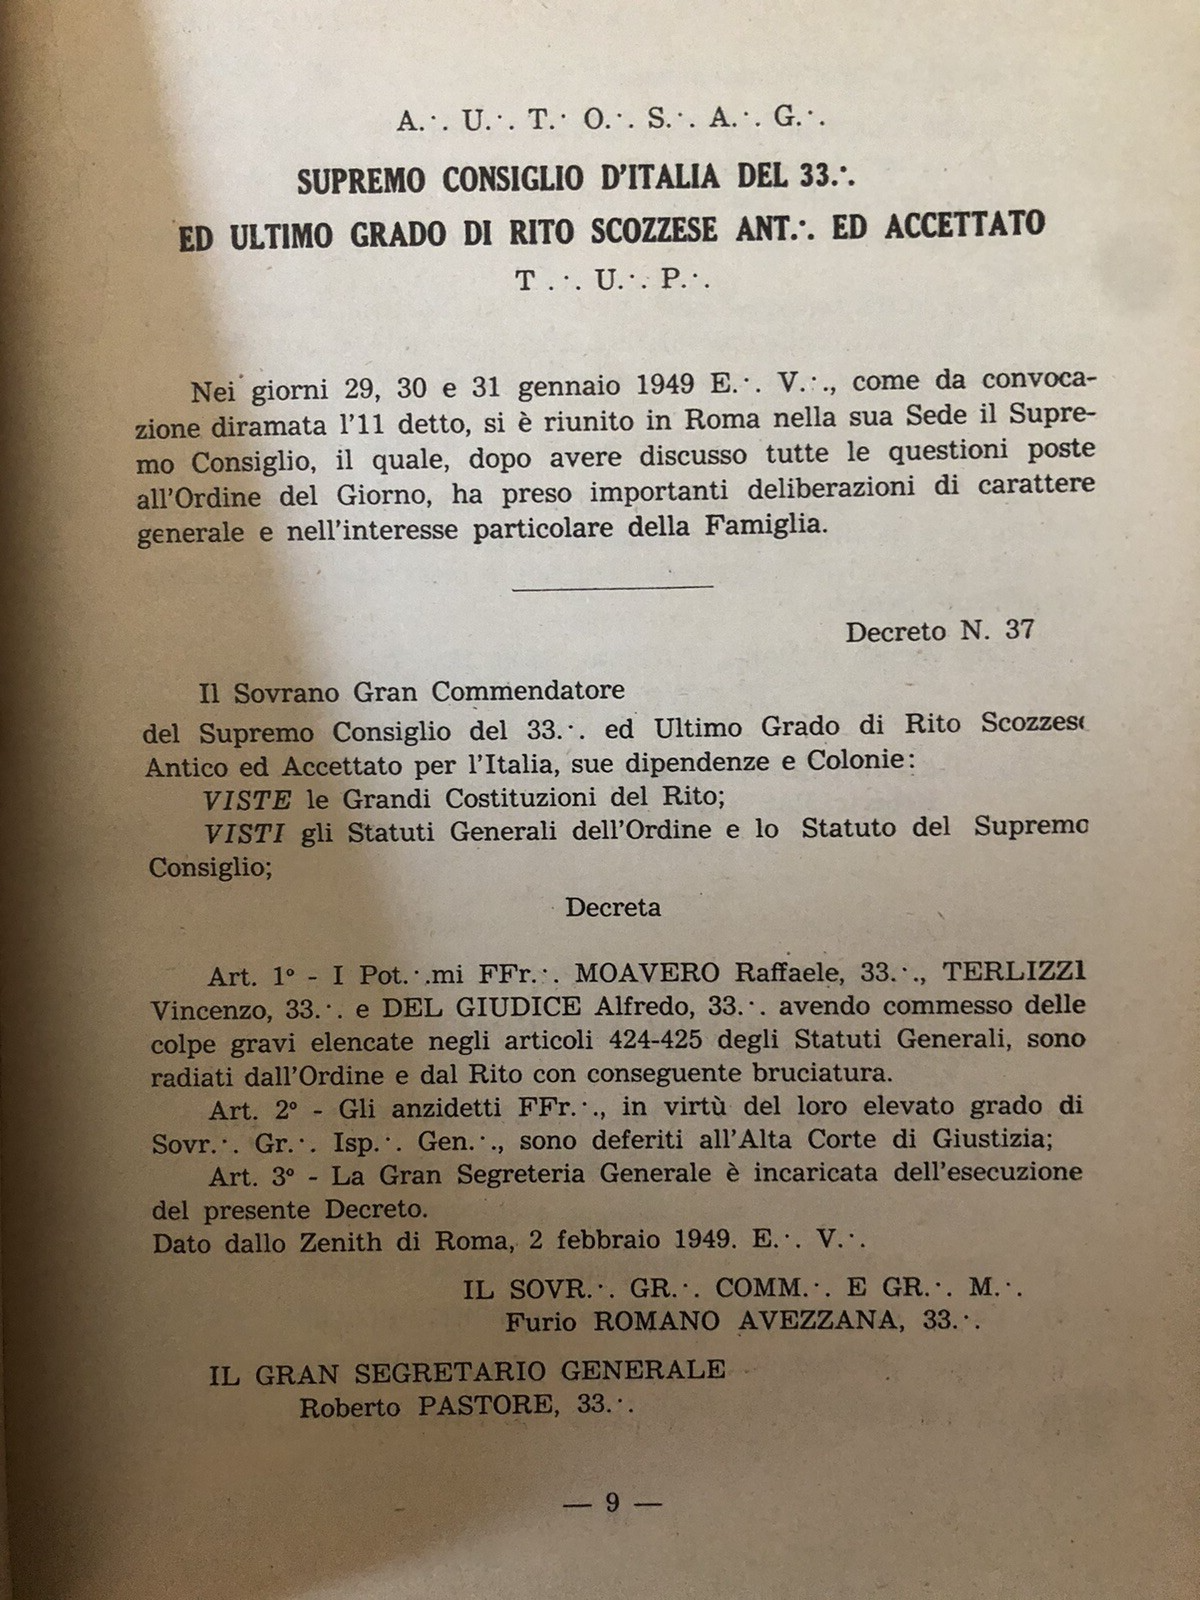 A.·. U.·. T.· O.·. S.·. A.·. G.·.
SUPREMO CONSIGLIO D'ITALIA DEL 33.·.
ED ULTIMO GRADO DI RITO SCOZZESE ANT.·. ED ACCETTATO
T .·. U.·. P.·.
Nei giorni 29, 30 e 31 gennaio 1949 E.·. V.·., come da convoca-
zione diramata l'11 detto, si è riunito in Roma nella sua Sede il Supre-
mo Consiglio, il quale, dopo avere discusso tutte le questioni poste
all'Ordine del Giorno, ha preso importanti deliberazioni di carattere
generale e nell'interesse particolare della Famiglia.
Decreto N. 37
Il Sovrano Gran Commendatore
del Supremo Consiglio del 33.·. ed Ultimo Grado di Rito Scozzese
Antico ed Accettato per l'Italia, sue dipendenze e Colonie:
VISTE le Grandi Costituzioni del Rito;
VISTI gli Statuti Generali dell'Ordine e lo Statuto del Supremo
Consiglio;
Decreta
Art. 1° - I Pot.·.mi FFr.·. MOAVERO Raffaele, 33.·., TERLIZZI
Vincenzo, 33.·. e DEL GIUDICE Alfredo, 33.·. avendo commesso delle
colpe gravi elencate negli articoli 424-425 degli Statuti Generali, sono
radiati dall'Ordine e dal Rito con conseguente bruciatura.
Art. 2° - Gli anzidetti FFr.·., in virtù del loro elevato grado di
Sovr.·. Gr.·. Isp.·. Gen.·., sono deferiti all'Alta Corte di Giustizia;
Art. 3° - La Gran Segreteria Generale è incaricata dell'esecuzione
del presente Decreto.
Dato dallo Zenith di Roma, 2 febbraio 1949. E.·. V.·.
IL SOVR.·. GR.·. COMM.·. E GR.·. M.·.
Furio ROMANO AVEZZANA, 33.·.
IL GRAN SEGRETARIO GENERALE
Roberto PASTORE, 33.·.
— 9 —